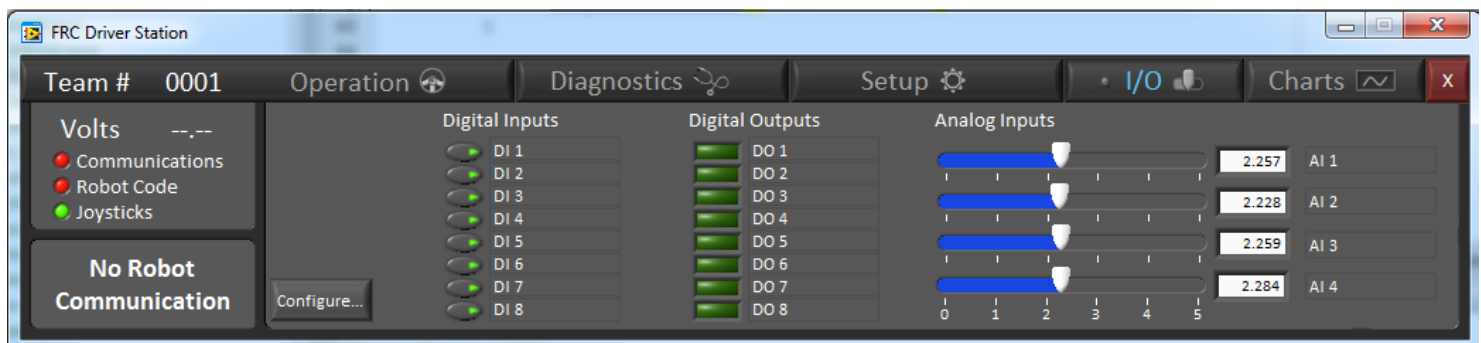 FRC Driver Station
Team # 0001 Operation Diagnostics Setup I/O Charts X
Volts --.--
Communications
Robot Code
Joysticks
No Robot
Communication
Configure...
Digital Inputs
DI 1
DI 2
DI 3
DI 4
DI 5
DI 6
DI 7
DI 8
Digital Outputs
DO 1
DO 2
DO 3
DO 4
DO 5
DO 6
DO 7
DO 8
Analog Inputs
2.257 AI 1
2.228 AI 2
2.259 AI 3
2.284 AI 4
0 1 2 3 4 5